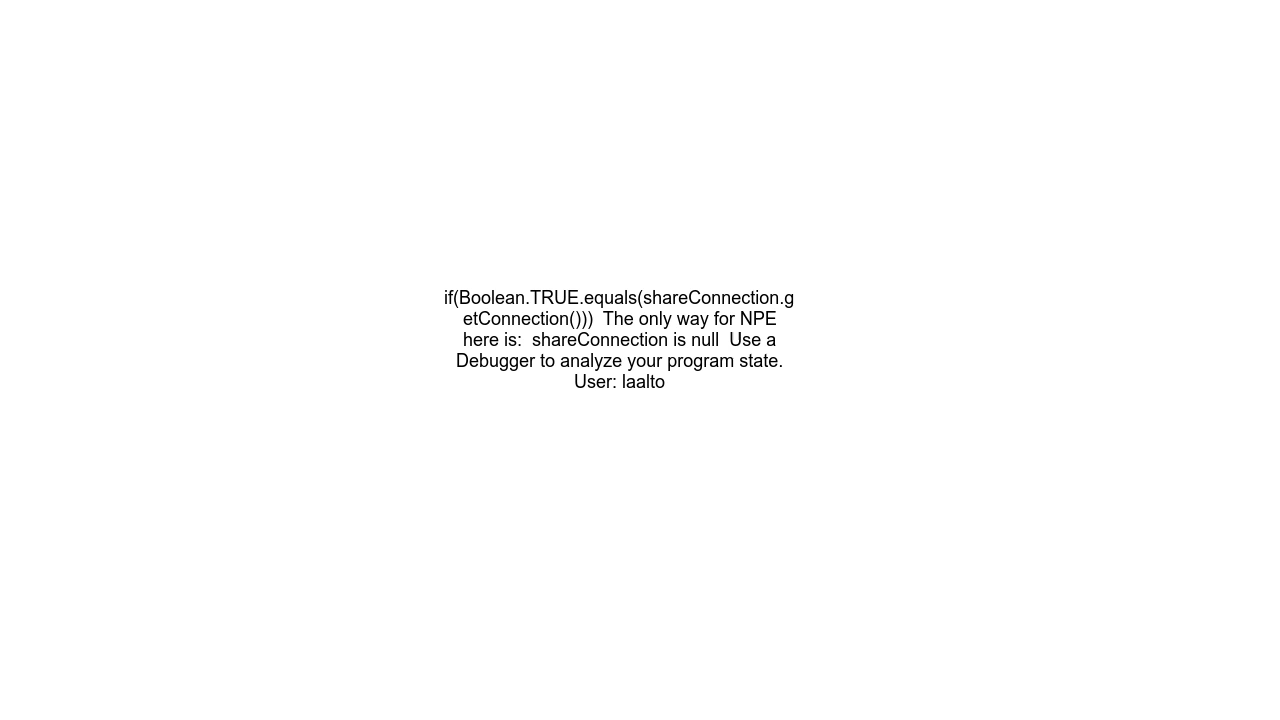 if(Boolean.TRUE.equals(shareConnection.g
etConnection()))  The only way for NPE
here is:  shareConnection is null  Use a
Debugger to analyze your program state.
User: laalto